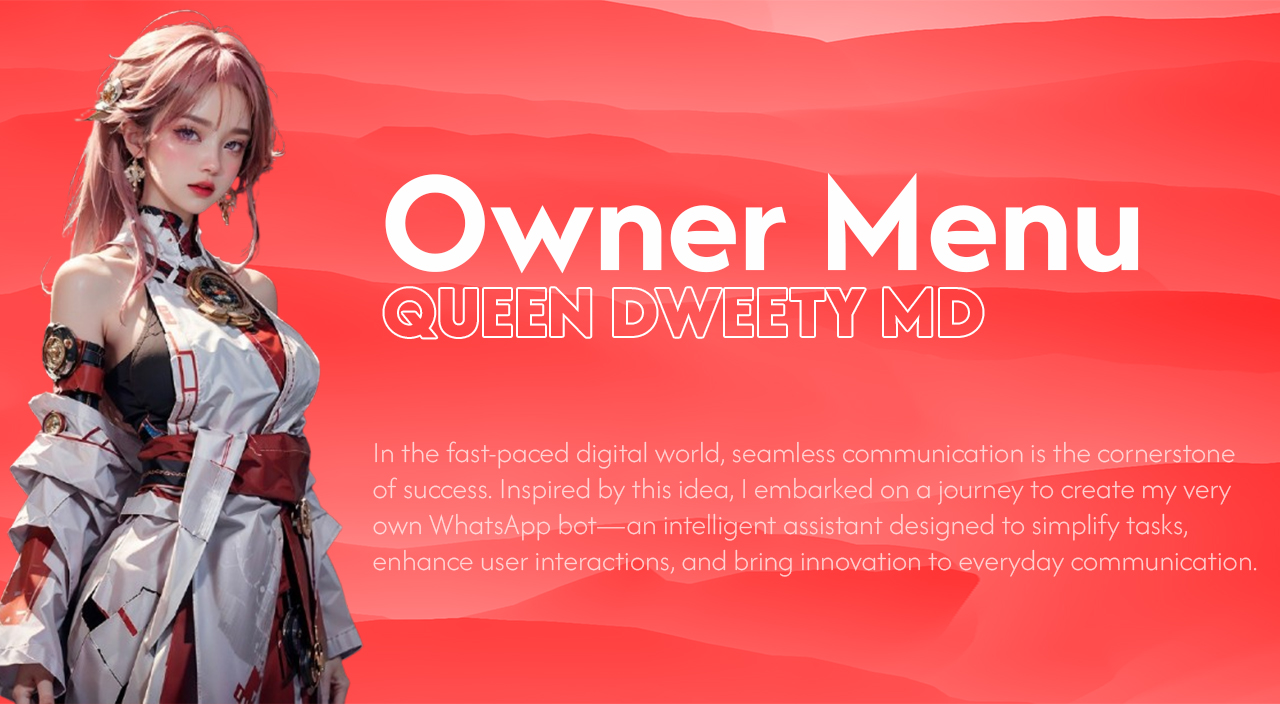 Owner Menu
QUEEN DWEETY MD
In the fast-paced digital world, seamless communication is the cornerstone
of success. Inspired by this idea, I embarked on a journey to create my very
own WhatsApp bot—an intelligent assistant designed to simplify tasks,
enhance user interactions, and bring innovation to everyday communication.